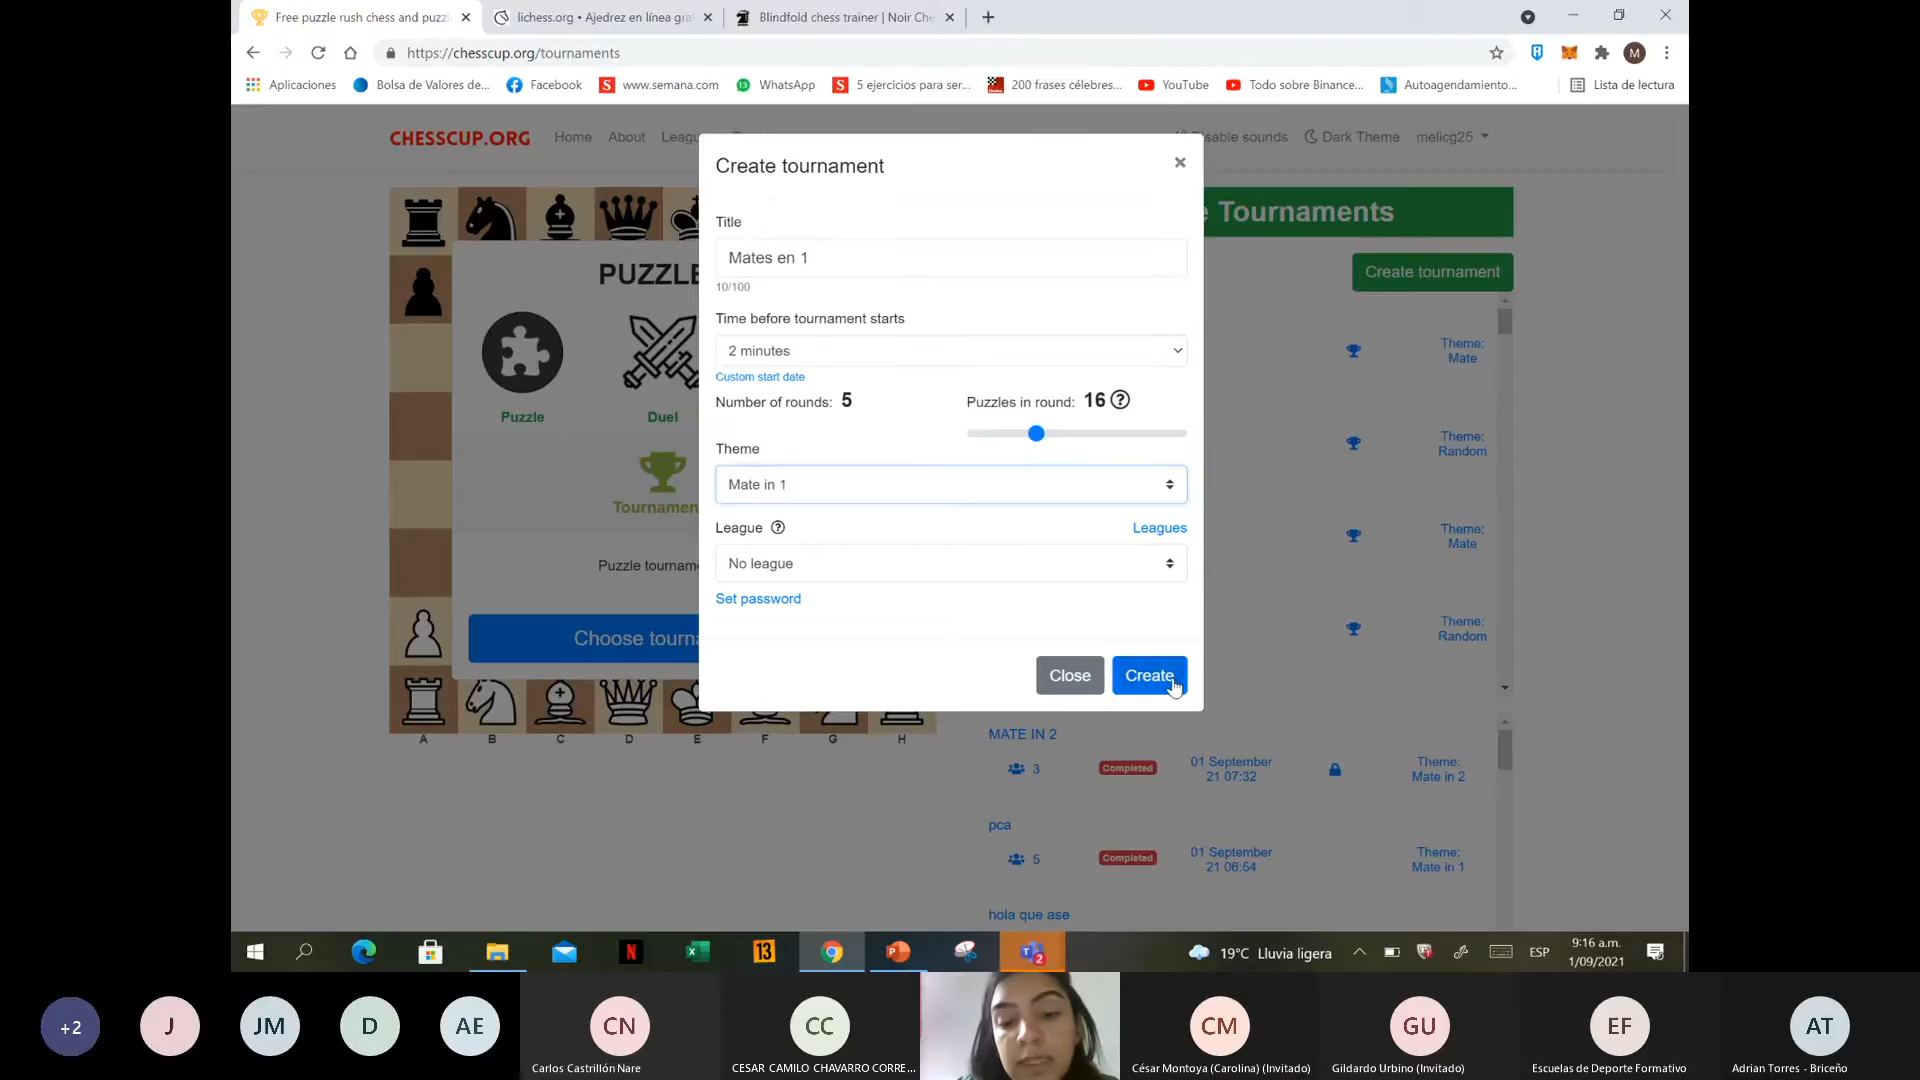 Free puzzle rush chess and puzzl
lichess.org • Ajedrez en línea gra
Blindfold chess trainer | Noir Che
https://chesscup.org/tournaments
M
Aplicaciones
Bolsa de Valores de...
Facebook
www.semana.com
WhatsApp
5 ejercicios para ser...
200 frases célebres...
YouTube
Todo sobre Binance...
Autoagendamiento...
Lista de lectura
CHESSCUP.ORG
Home
About
Leagu
sable sounds
Dark Theme
melicg25
Create tournament
Title
Mates en 1
10/100
Time before tournament starts
2 minutes
Custom start date
Number of rounds: 5
Puzzles in round: 16
Theme
Mate in 1
League
Leagues
No league
Set password
Close
Create
PUZZLE
Puzzle
Duel
Tournamen
Puzzle tourname
Choose tourna
A B C D E F G H
Tournaments
Create tournament
Theme:
Mate
Theme:
Random
Theme:
Mate
Theme:
Random
MATE IN 2
3
Completed
01 September
21 07:32
Theme:
Mate in 2
pca
5
Completed
01 September
21 06:54
Theme:
Mate in 1
hola que ase
19°C Lluvia ligera
ESP
9:16 a.m.
1/09/2021
+2
J
JM
D
AE
CN
Carlos Castrillón Nare
CC
CESAR CAMILO CHAVARRO CORRE...
CM
César Montoya (Carolina) (Invitado)
GU
Gildardo Urbino (Invitado)
EF
Escuelas de Deporte Formativo
AT
Adrian Torres - Briceño